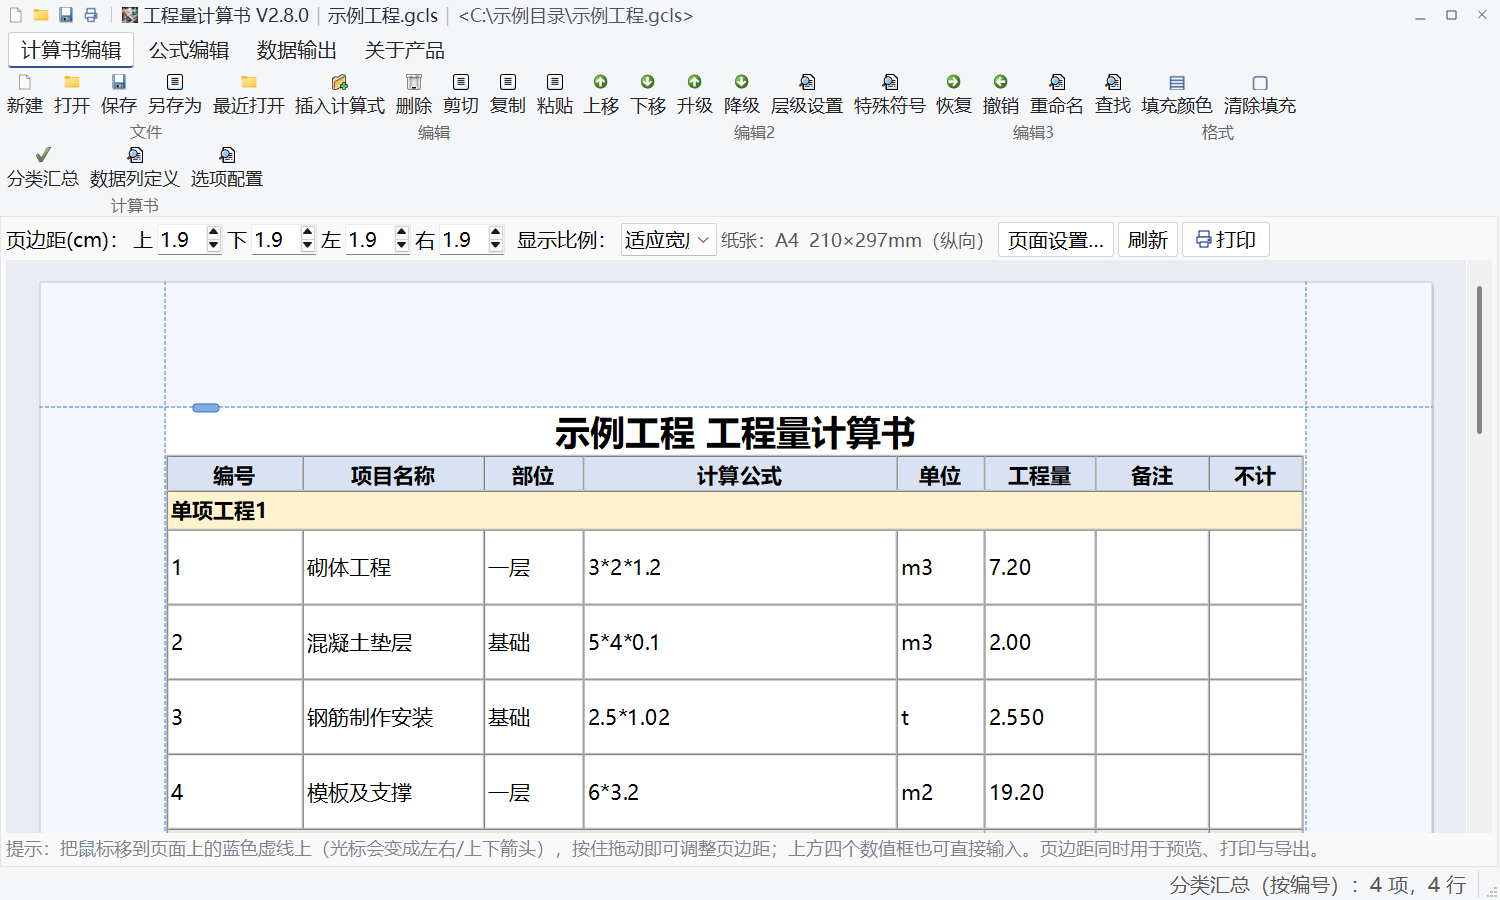 工程量计算书 V2.8.0 | 示例工程.gcls | <C:\示例目录\示例工程.gcls>
计算书编辑 公式编辑 数据输出 关于产品
新建 打开 保存 另存为 最近打开 插入计算式 删除 剪切 复制 粘贴 上移 下移 升级 降级 层级设置 特殊符号 恢复 撤销 重命名 查找 填充颜色 清除填充
文件 编辑 编辑2 编辑3 格式
分类汇总 数据列定义 选项配置
计算书
页边距(cm)： 上 1.9 下 1.9 左 1.9 右 1.9 显示比例： 适应宽 纸张：A4 210×297mm（纵向） 页面设置... 刷新 打印
示例工程 工程量计算书
编号 项目名称 部位 计算公式 单位 工程量 备注 不计
单项工程1
1 砌体工程 一层 3*2*1.2 m3 7.20
2 混凝土垫层 基础 5*4*0.1 m3 2.00
3 钢筋制作安装 基础 2.5*1.02 t 2.550
4 模板及支撑 一层 6*3.2 m2 19.20
提示：把鼠标移到页面上的蓝色虚线上（光标会变成左右/上下箭头），按住拖动即可调整页边距；上方四个数值框也可直接输入。页边距同时用于预览、打印与导出。
分类汇总（按编号）：4 项，4 行